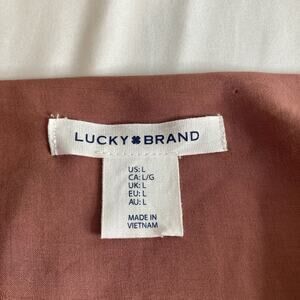 LUCKY BRAND
US: L
CA: L/G
UK: L
EU: L
AU: L
MADE IN
VIETNAM